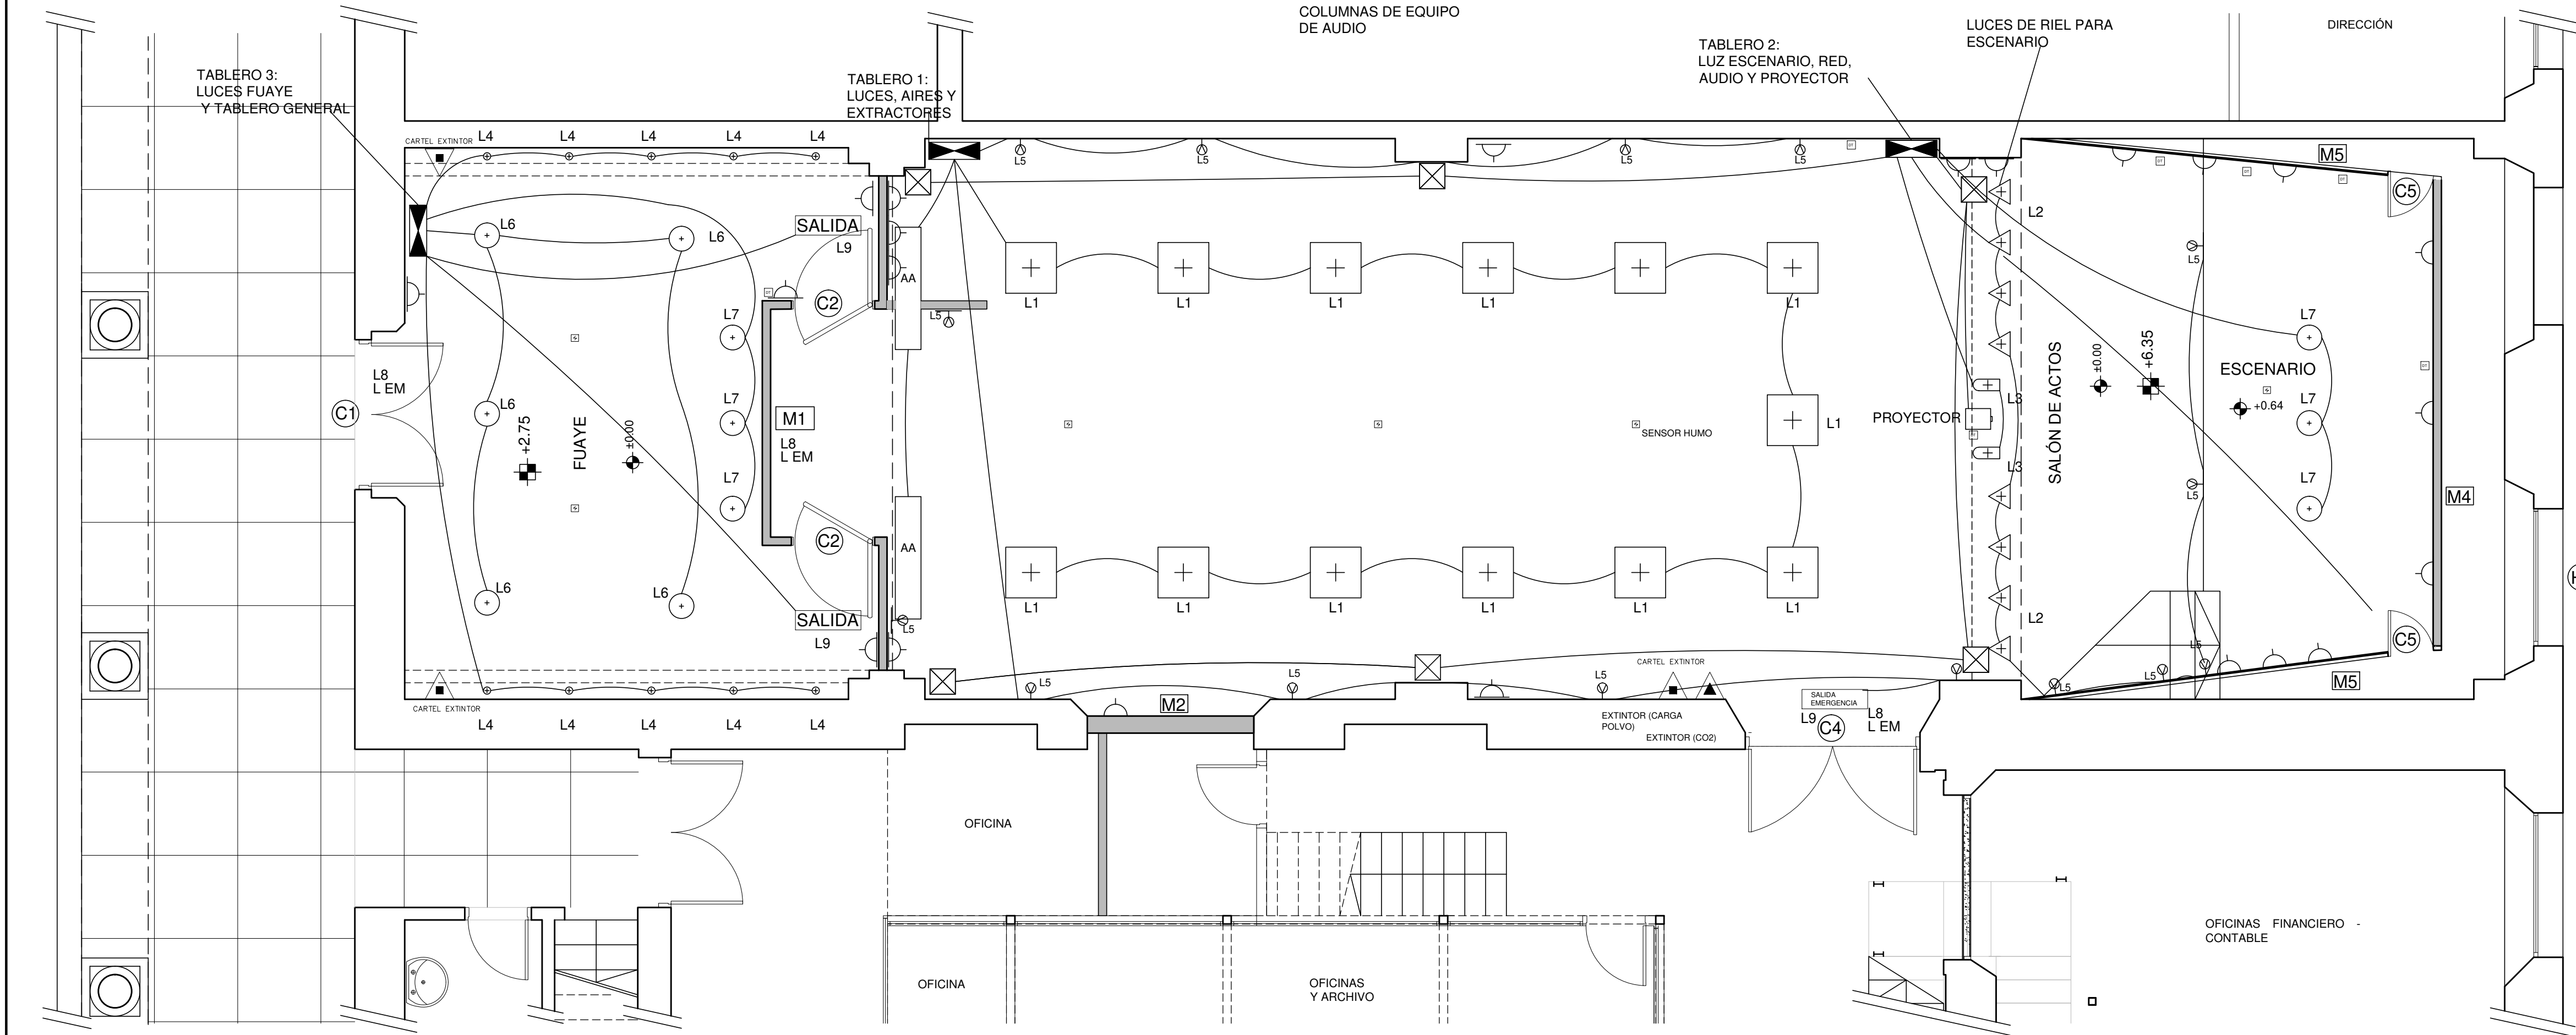 COLUMNAS DE EQUIPO
DE AUDIO
LUCES DE RIEL PARA
ESCENARIO
DIRECCIÓN
TABLERO 2:
LUZ ESCENARIO, RED,
AUDIO Y PROYECTOR
TABLERO 3:
LUCES FUAYE
Y TABLERO GENERAL
TABLERO 1:
LUCES, AIRES Y
EXTRACTORES
CARTEL EXTINTOR
L4
L4
L4
L4
L4
L5
L5
L5
L5
M5
C5
L2
L6
L6
SALIDA
L9
C2
AA
L5
L1
L1
L1
L1
L1
L1
L5
L7
L7
L8
L EM
C1
L6
L7
M1
L8
L EM
+2.75
FUAYE
±0.00
SENSOR HUMO
L1
PROYECTOR
L3
L3
SALÓN DE ACTOS
±0.00
+6.35
ESCENARIO
+0.64
L7
L7
L5
M4
L7
C2
AA
L6
L6
SALIDA
L9
L5
L1
L1
L1
L1
L1
L1
L2
L5
C5
CARTEL EXTINTOR
L5
L5
L5
CARTEL EXTINTOR
L5
L5
M5
CARTEL EXTINTOR
L4
L4
L4
L4
L4
M2
EXTINTOR (CARGA
POLVO)
EXTINTOR (CO2)
SALIDA
EMERGENCIA
L9
C4
L8
L EM
OFICINA
OFICINA
OFICINAS
Y ARCHIVO
OFICINAS FINANCIERO -
CONTABLE